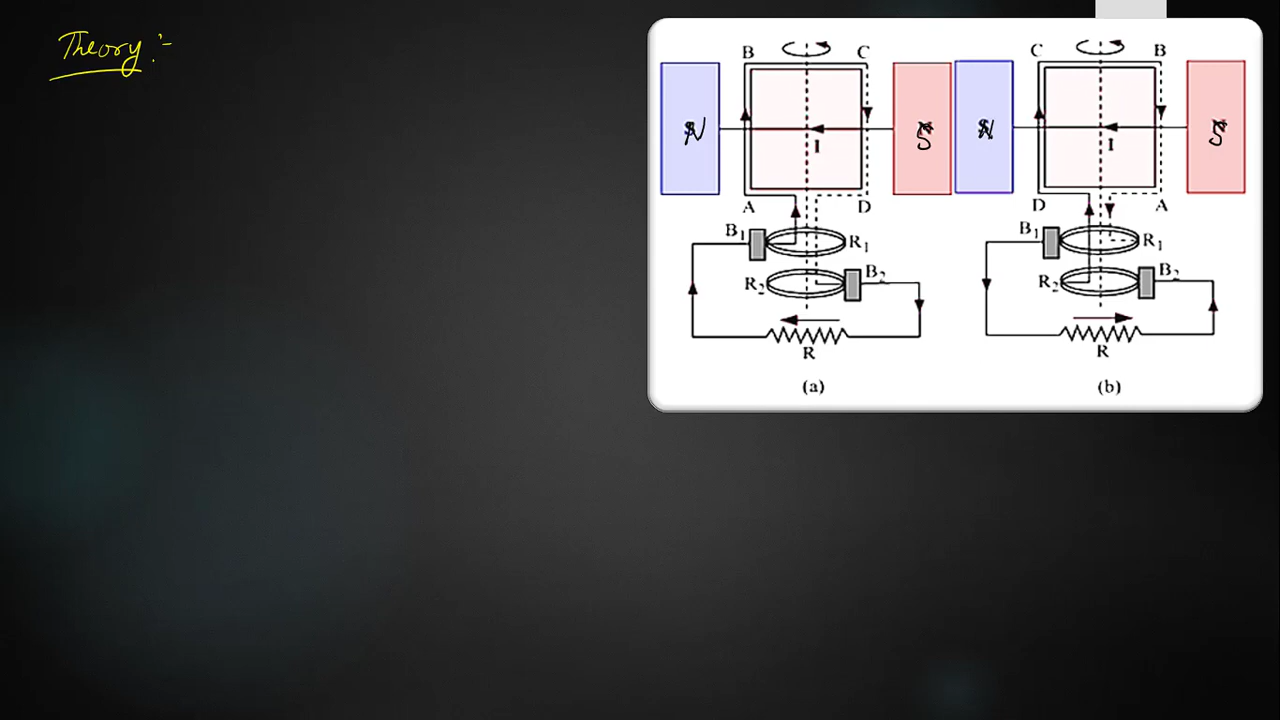 Theory :-
B C C B
N I S N I S
A D D A
B1 R1 B1 R1
R2 B2 R2 B2
R R
(a) (b)